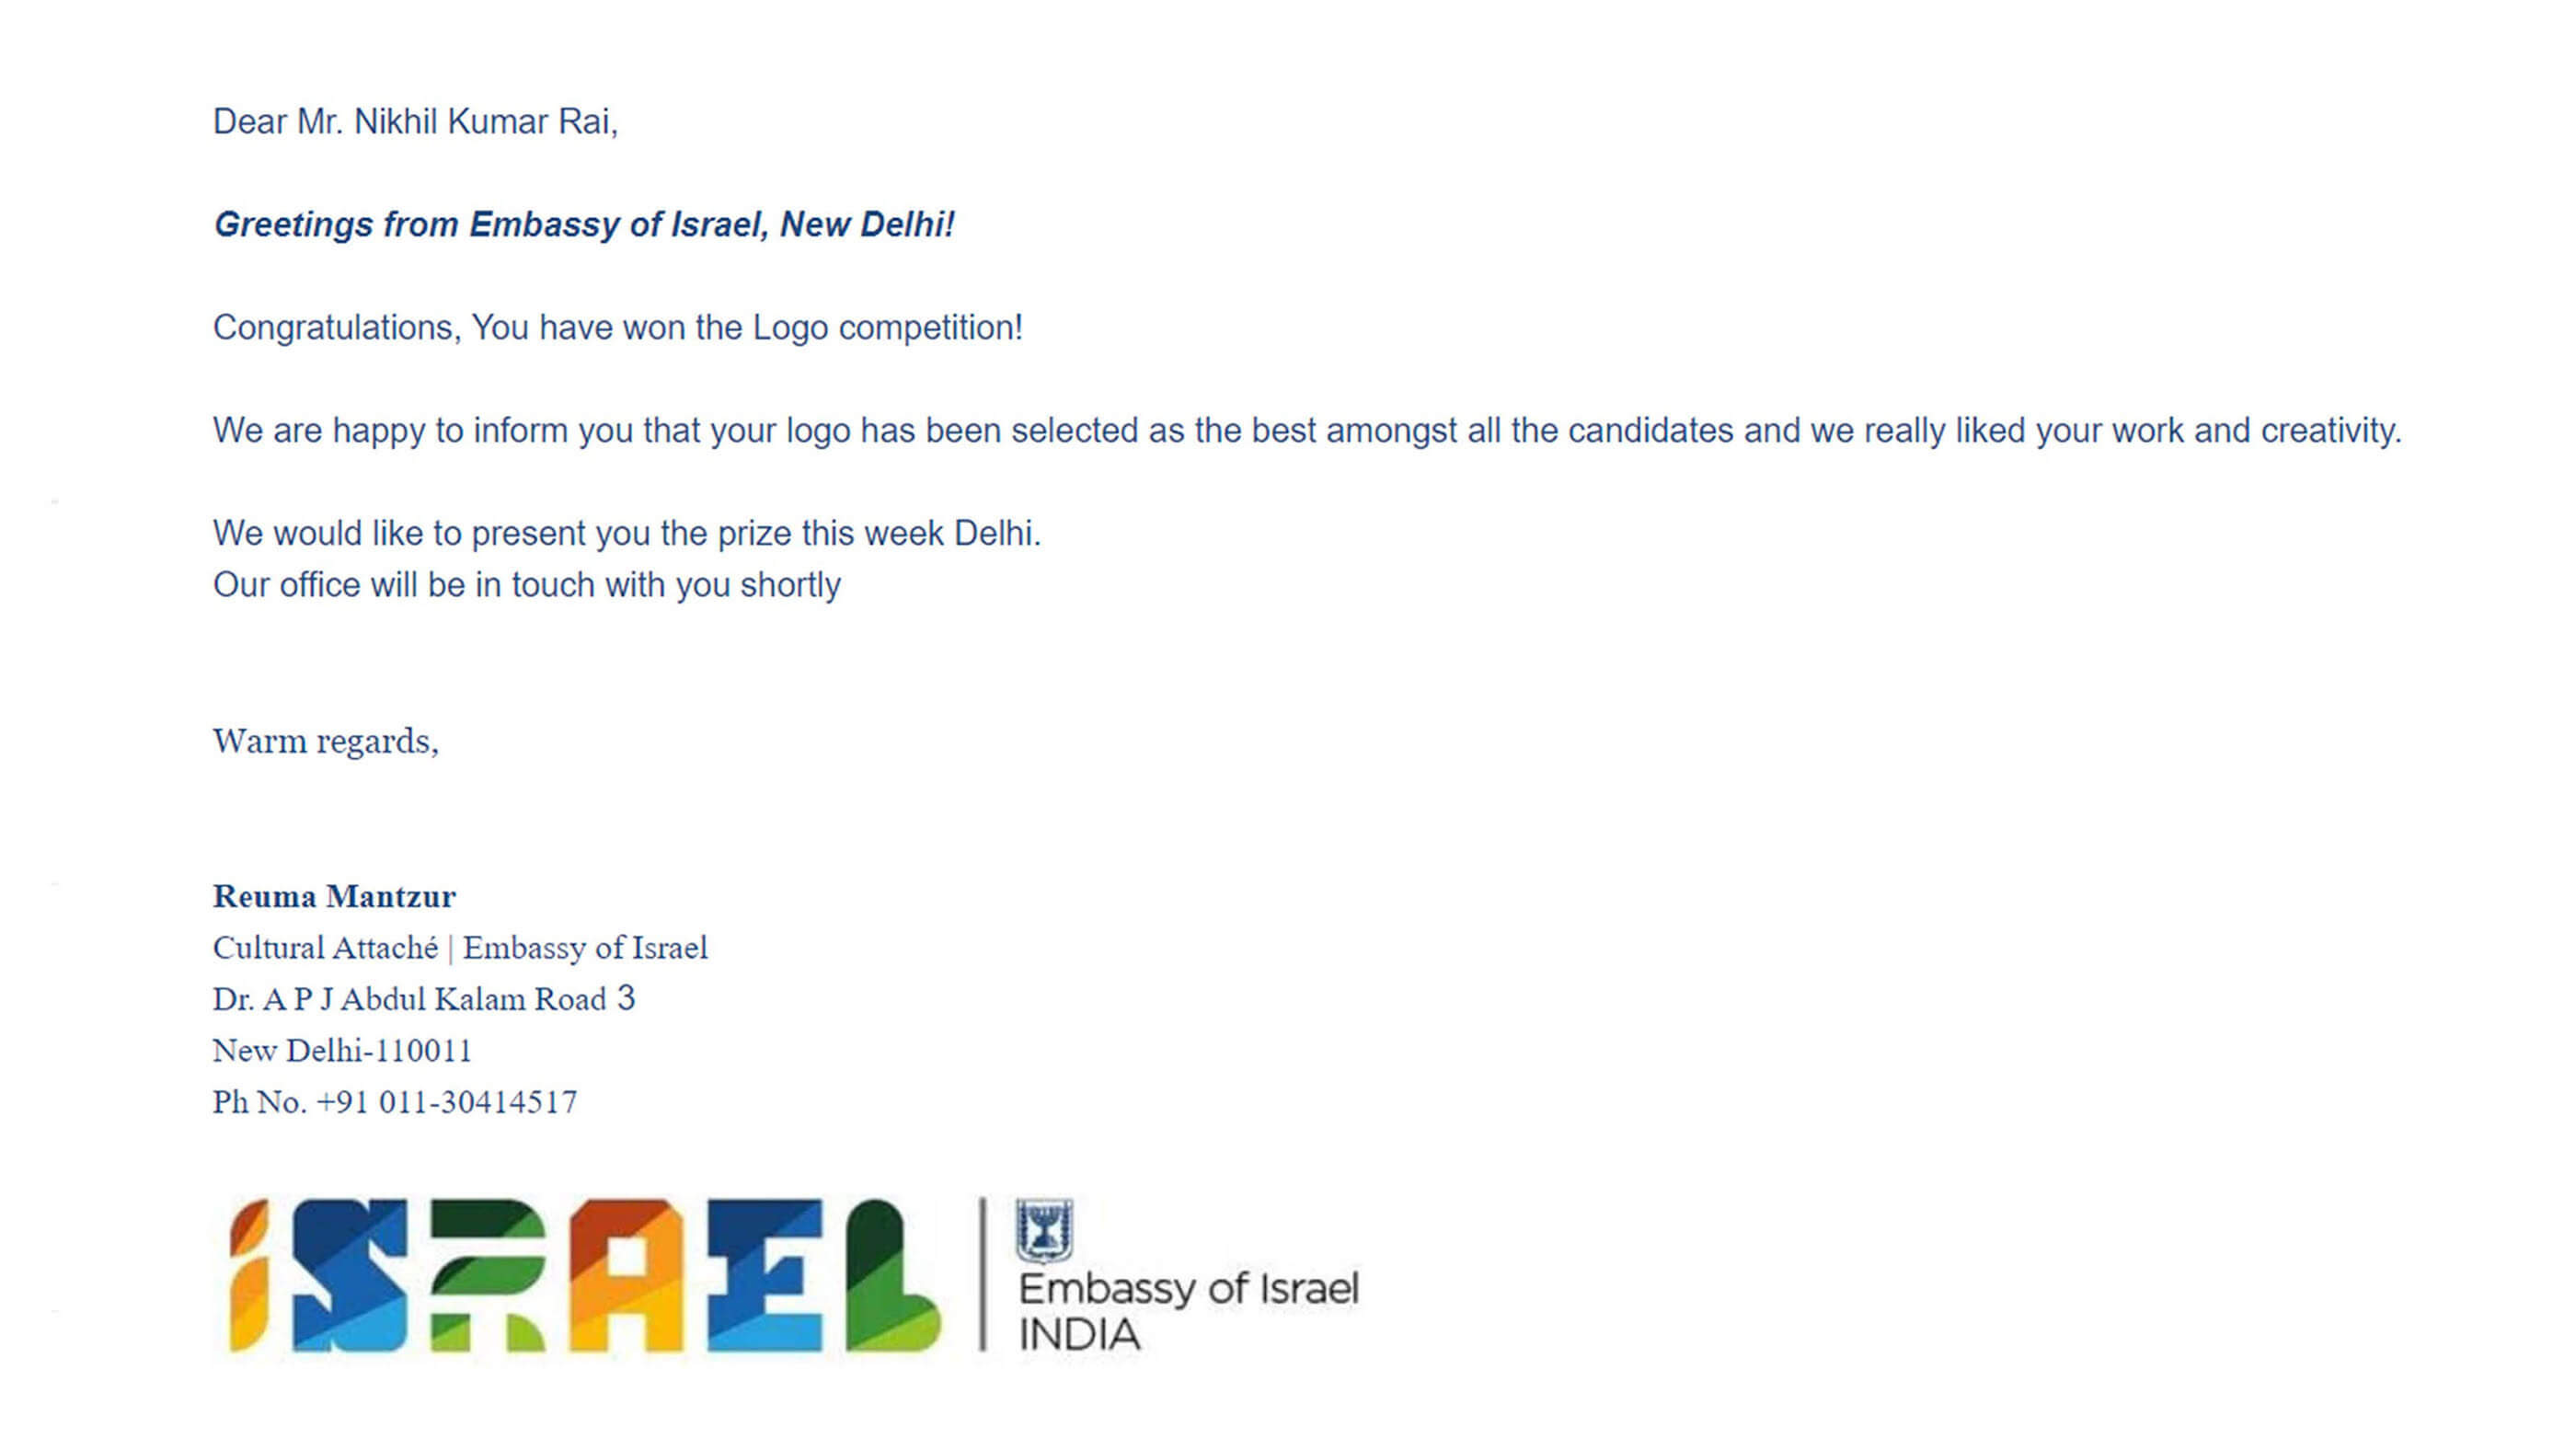 Dear Mr. Nikhil Kumar Rai,
Greetings from Embassy of Israel, New Delhi!
Congratulations, You have won the Logo competition!
We are happy to inform you that your logo has been selected as the best amongst all the candidates and we really liked your work and creativity.
We would like to present you the prize this week Delhi.
Our office will be in touch with you shortly
Warm regards,
Reuma Mantzur
Cultural Attaché | Embassy of Israel
Dr. A P J Abdul Kalam Road 3
New Delhi-110011
Ph No. +91 011-30414517
iSRAEL
Embassy of Israel
INDIA